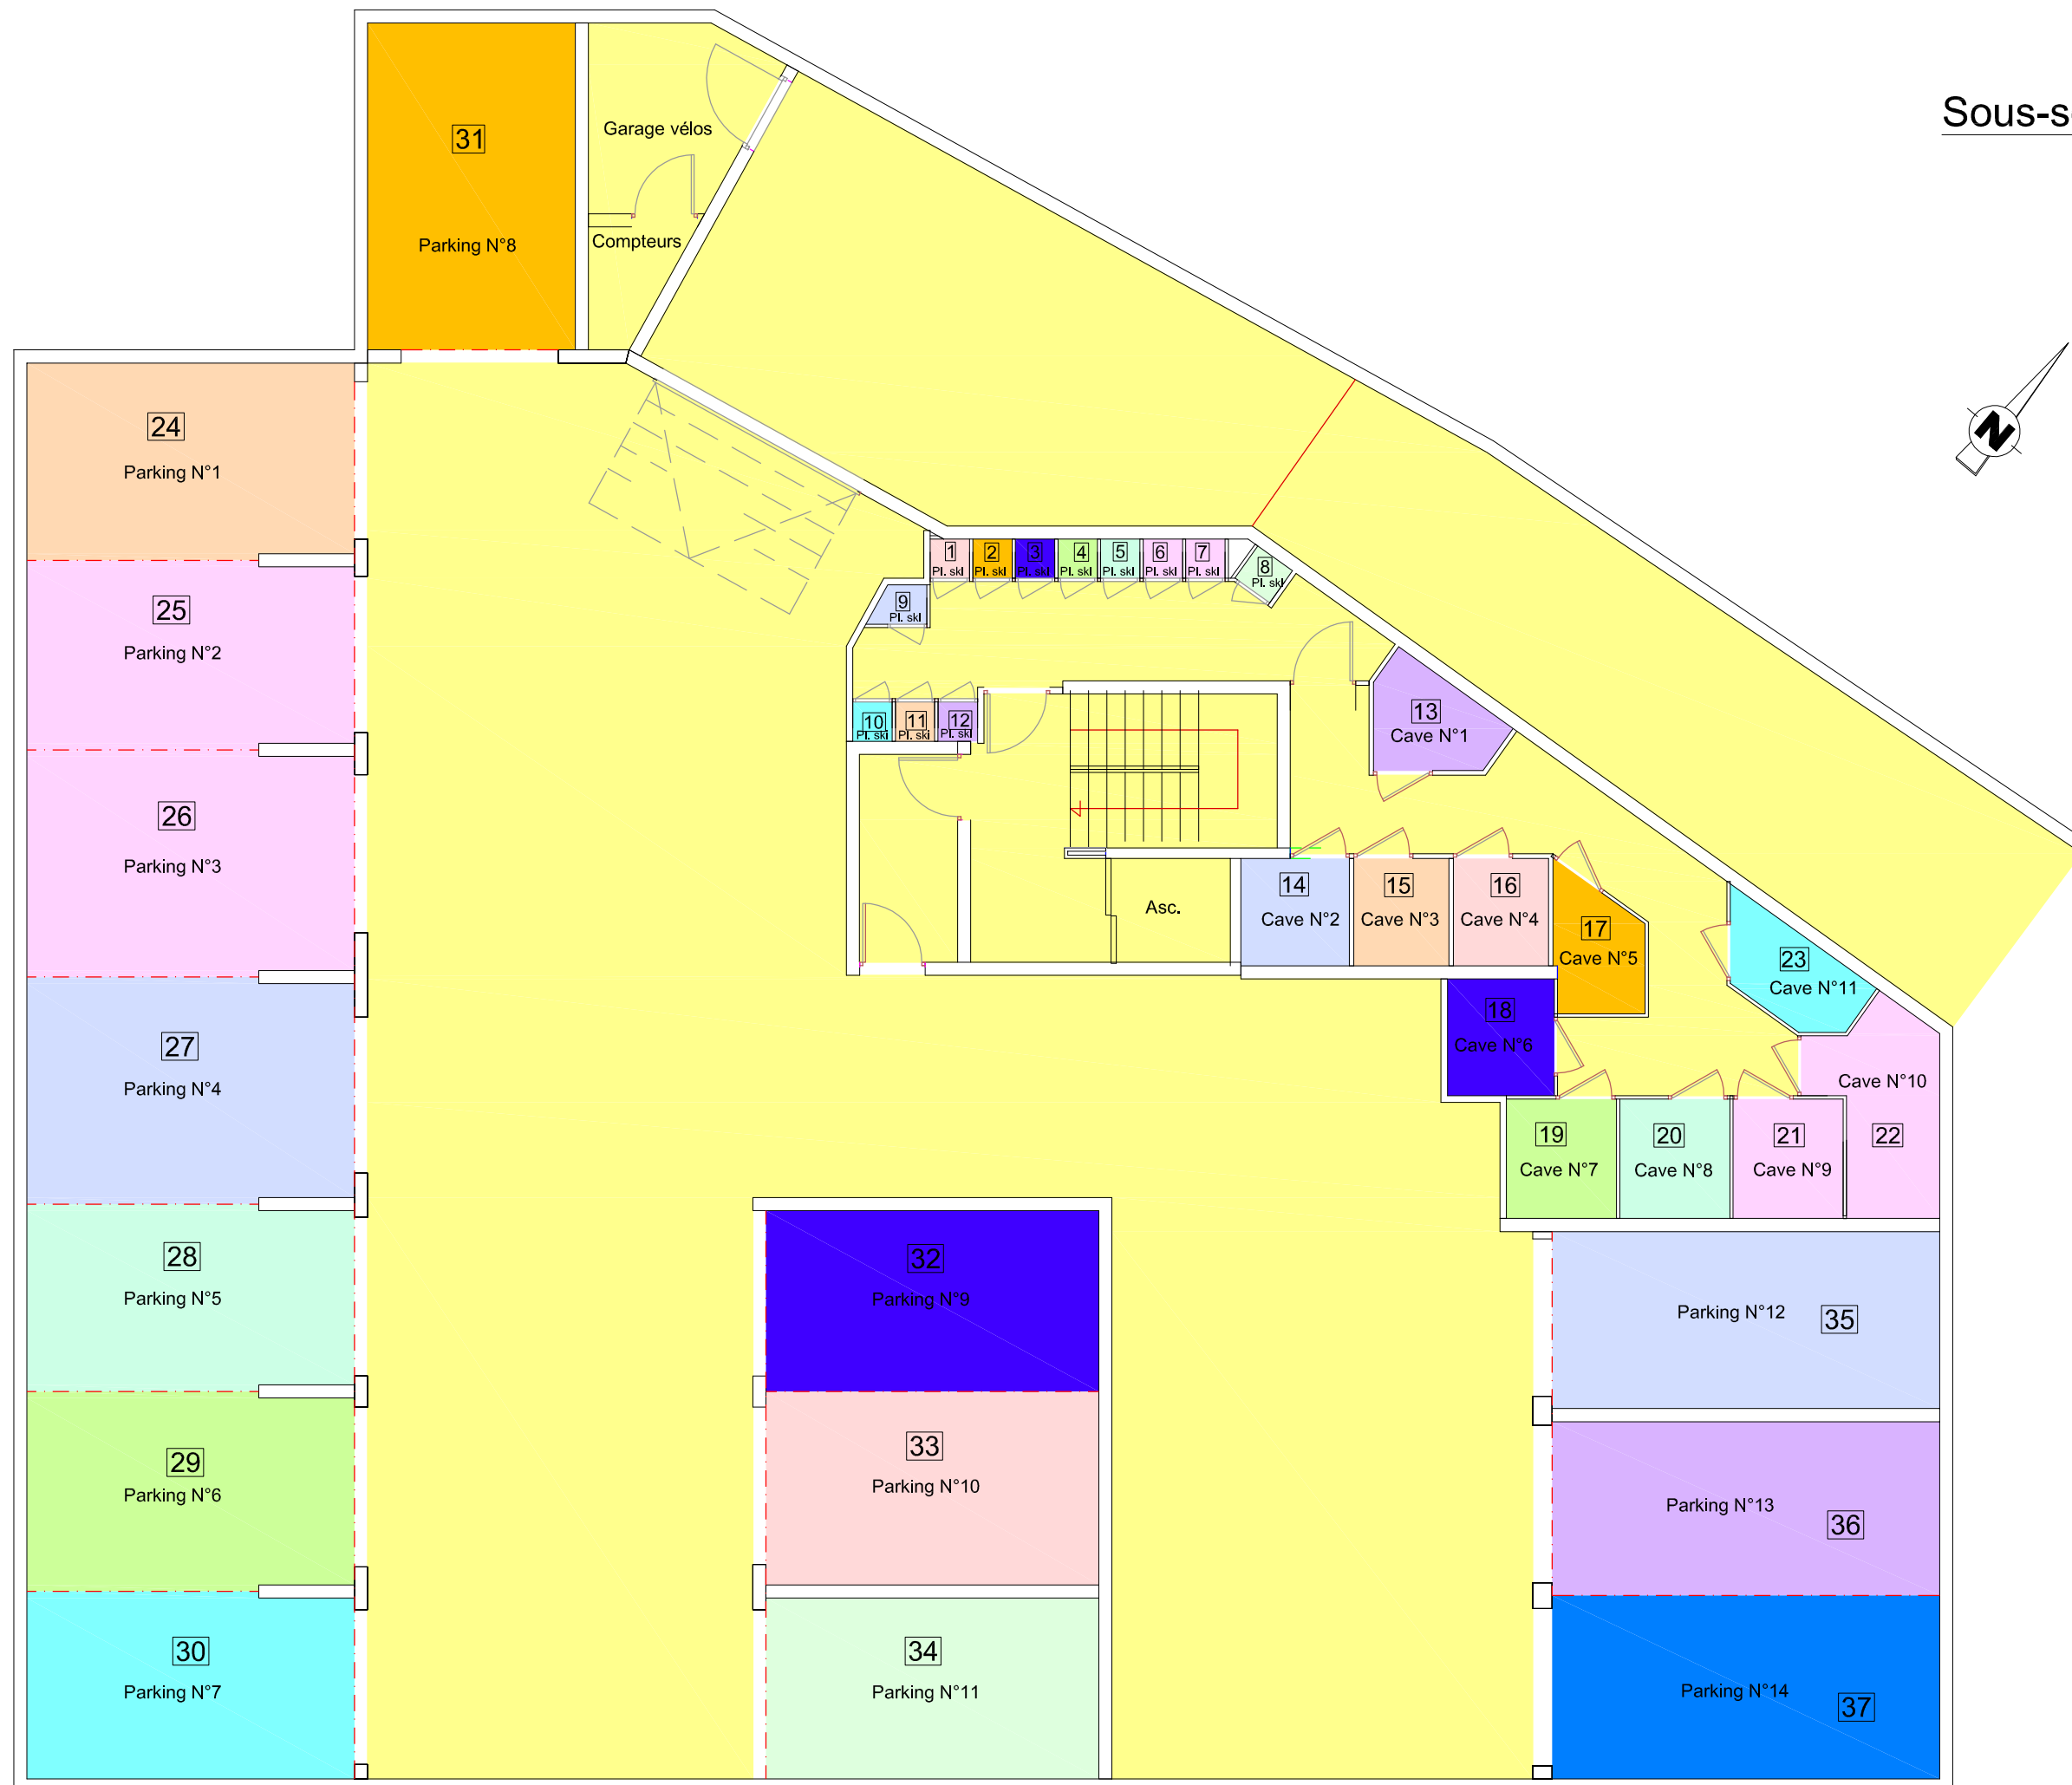 Sous-s
31
Garage vélos
Parking N°8
Compteurs
N
24
Parking N°1
25
Parking N°2
26
Parking N°3
27
Parking N°4
28
Parking N°5
29
Parking N°6
30
Parking N°7
1
Pl. ski
2
Pl. ski
3
Pl. ski
4
Pl. ski
5
Pl. ski
6
Pl. ski
7
Pl. ski
8
Pl. ski
9
Pl. ski
10
Pl. ski
11
Pl. ski
12
Pl. ski
13
Cave N°1
Asc.
14
Cave N°2
15
Cave N°3
16
Cave N°4
17
Cave N°5
18
Cave N°6
23
Cave N°11
Cave N°10
22
19
Cave N°7
20
Cave N°8
21
Cave N°9
32
Parking N°9
33
Parking N°10
34
Parking N°11
Parking N°12
35
Parking N°13
36
Parking N°14
37